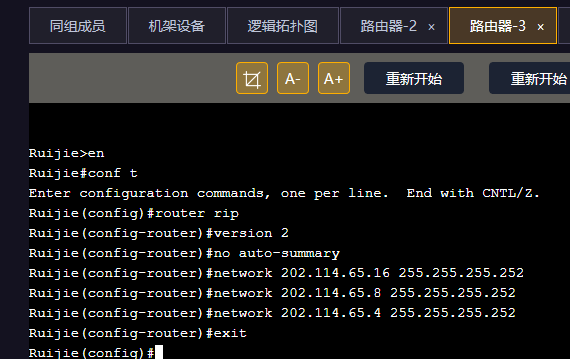 同组成员 机架设备 逻辑拓扑图 路由器-2 × 路由器-3 ×
A- A+ 重新开始 重新开始
Ruijie>en
Ruijie#conf t
Enter configuration commands, one per line.  End with CNTL/Z.
Ruijie(config)#router rip
Ruijie(config-router)#version 2
Ruijie(config-router)#no auto-summary
Ruijie(config-router)#network 202.114.65.16 255.255.255.252
Ruijie(config-router)#network 202.114.65.8 255.255.255.252
Ruijie(config-router)#network 202.114.65.4 255.255.255.252
Ruijie(config-router)#exit
Ruijie(config)#